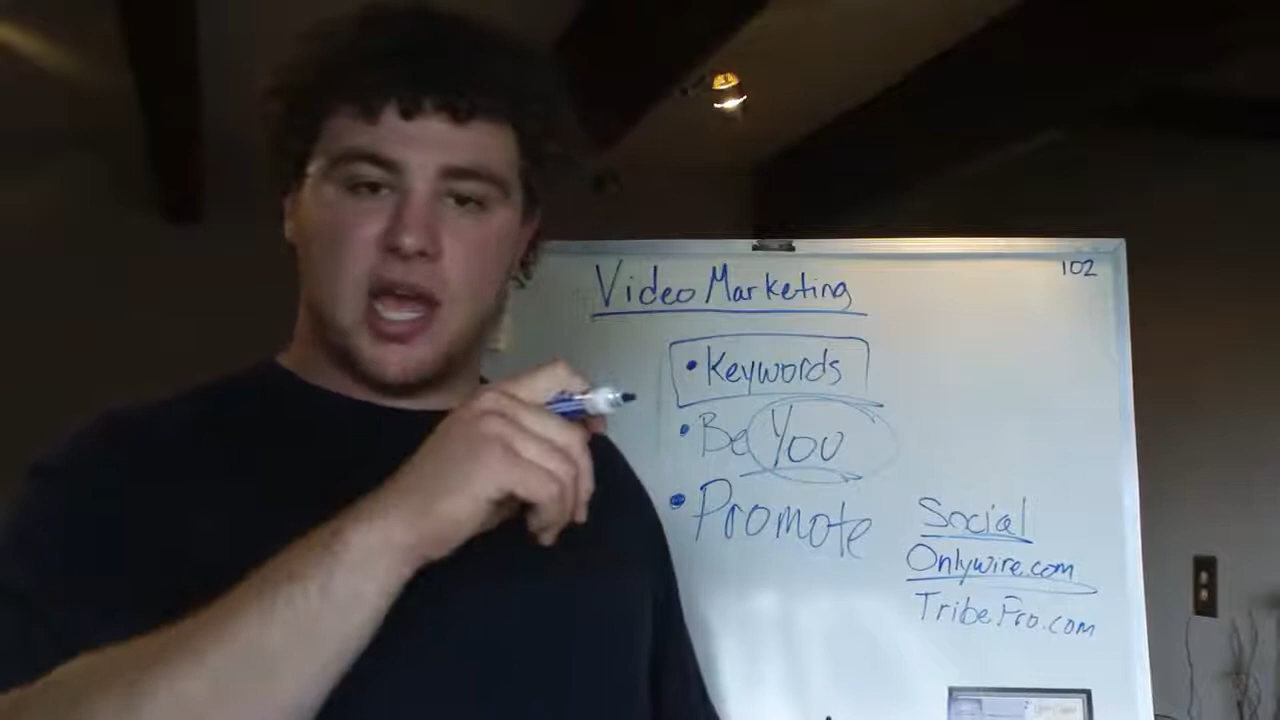 102
Video Marketing
• Keywords
• Be You
• Promote
Social
Onlywire.com
TribePro.com